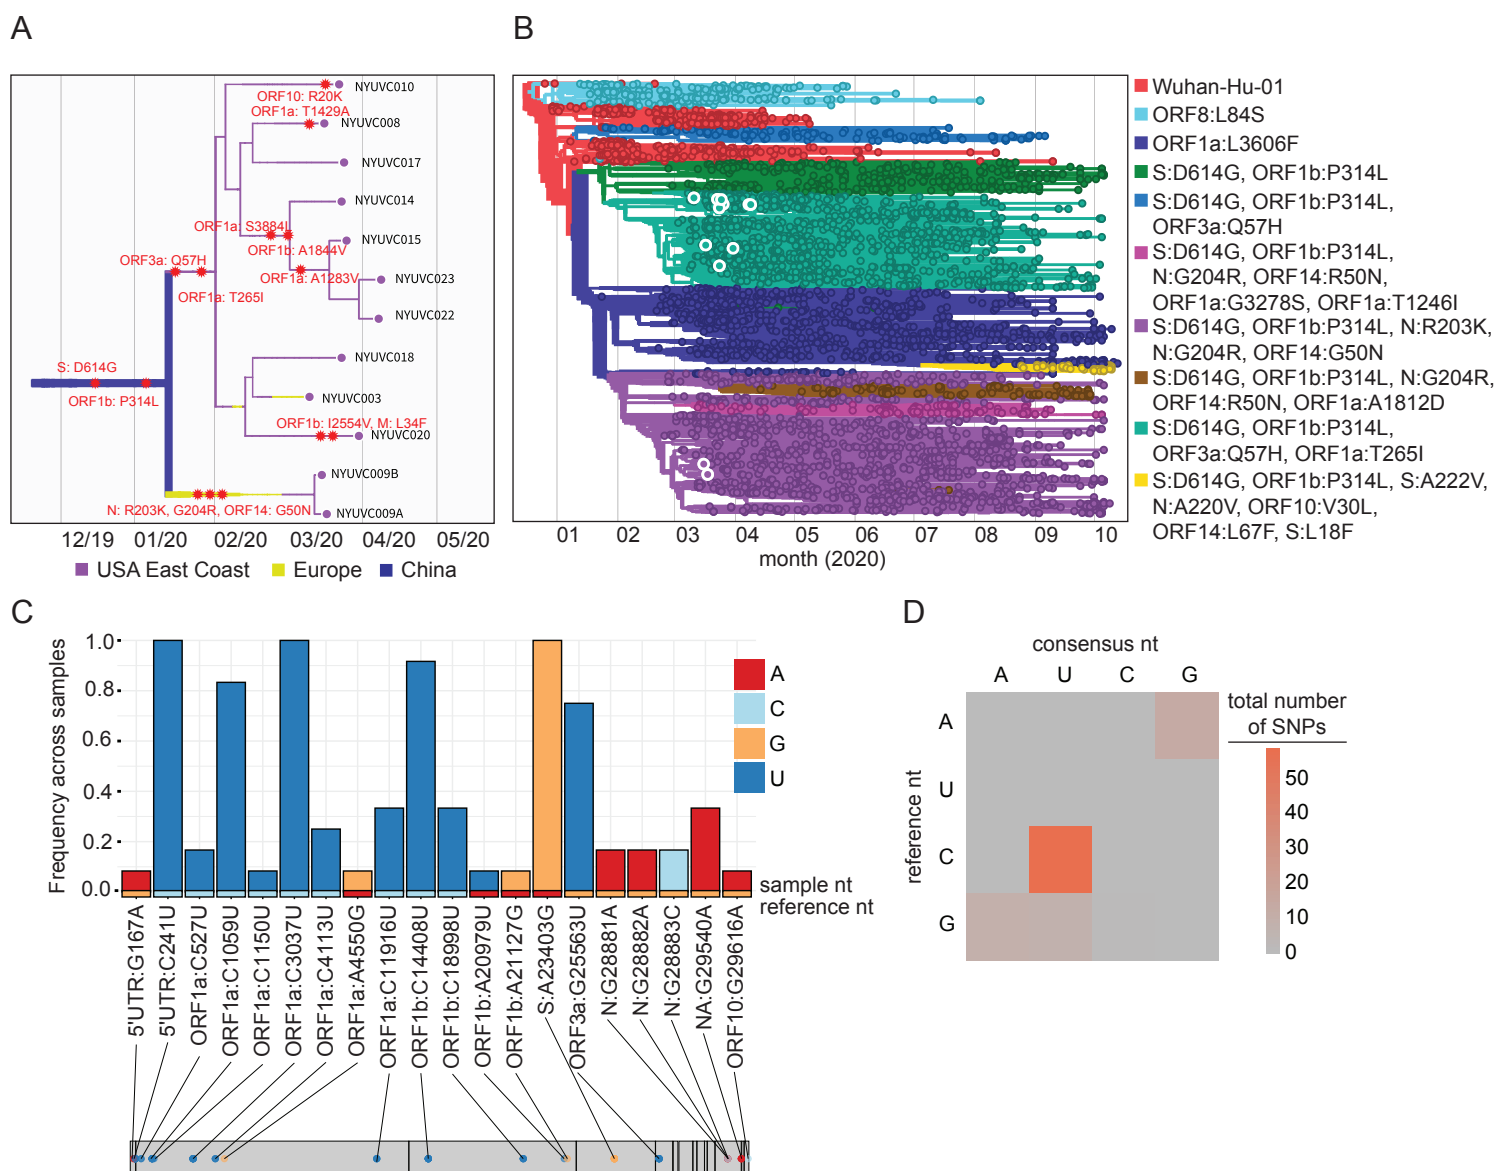 A
ORF10: R20K
NYUVC010
ORF1a: T1429A
NYUVC008
NYUVC017
NYUVC014
ORF1a: S3884L
NYUVC015
ORF1b: A1844V
ORF3a: Q57H
ORF1a: A1283V
NYUVC023
ORF1a: T265I
NYUVC022
NYUVC018
S: D614G
ORF1b: P314L
NYUVC003
ORF1b: I2554V, M: L34F
NYUVC020
NYUVC009B
N: R203K, G204R, ORF14: G50N
NYUVC009A
12/19 01/20 02/20 03/20 04/20 05/20
USA East Coast Europe China
B
01 02 03 04 05 06 07 08 09 10
month (2020)
Wuhan-Hu-01
ORF8:L84S
ORF1a:L3606F
S:D614G, ORF1b:P314L
S:D614G, ORF1b:P314L,
ORF3a:Q57H
S:D614G, ORF1b:P314L,
N:G204R, ORF14:R50N,
ORF1a:G3278S, ORF1a:T1246I
S:D614G, ORF1b:P314L, N:R203K,
N:G204R, ORF14:G50N
S:D614G, ORF1b:P314L, N:G204R,
ORF14:R50N, ORF1a:A1812D
S:D614G, ORF1b:P314L,
ORF3a:Q57H, ORF1a:T265I
S:D614G, ORF1b:P314L, S:A222V,
N:A220V, ORF10:V30L,
ORF14:L67F, S:L18F
C
Frequency across samples
1.0
0.8
0.6
0.4
0.2
0.0
A
C
G
U
sample nt
reference nt
5'UTR:G167A
5'UTR:C241U
ORF1a:C527U
ORF1a:C1059U
ORF1a:C1150U
ORF1a:C3037U
ORF1a:C4113U
ORF1a:A4550G
ORF1a:C11916U
ORF1b:C14408U
ORF1b:C18998U
ORF1b:A20979U
ORF1b:A21127G
S:A23403G
ORF3a:G25563U
N:G28881A
N:G28882A
N:G28883C
NA:G29540A
ORF10:G29616A
D
consensus nt
A U C G
reference nt
A
U
C
G
total number
of SNPs
50
40
30
20
10
0